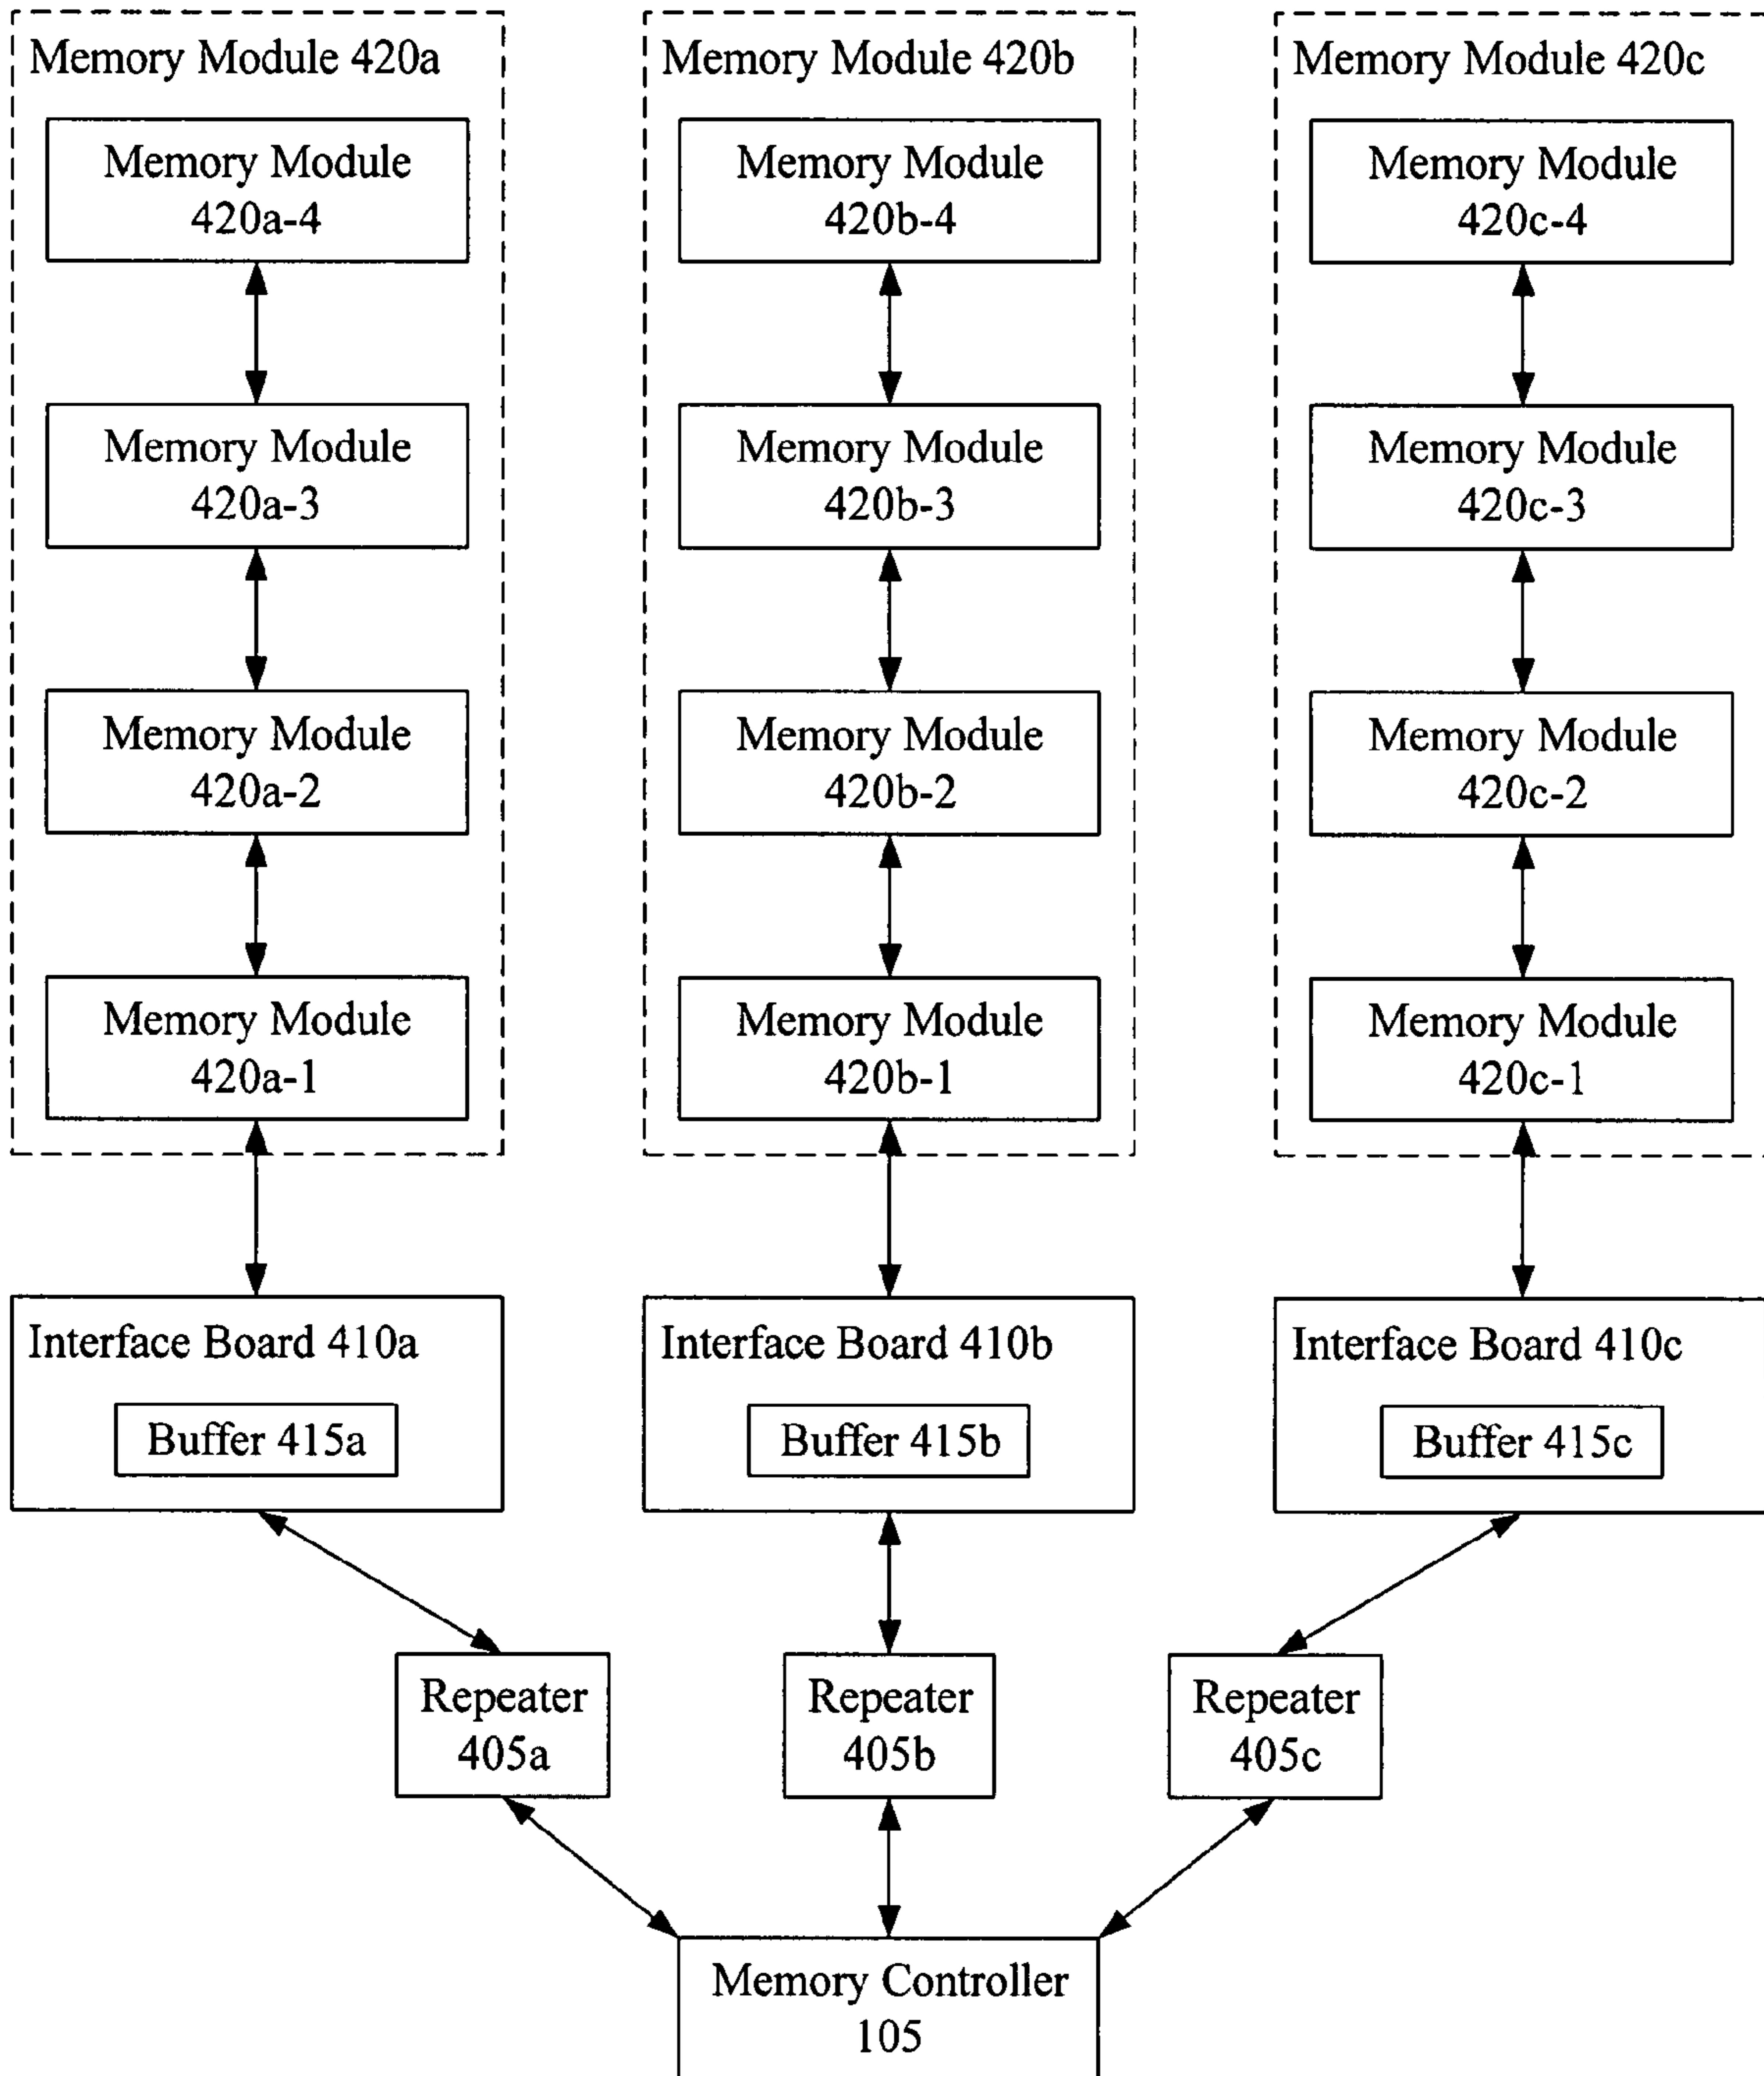 Memory Module 420a
Memory Module 420b
Memory Module 420c
Memory Module
420a-4
Memory Module
420b-4
Memory Module
420c-4
Memory Module
420a-3
Memory Module
420b-3
Memory Module
420c-3
Memory Module
420a-2
Memory Module
420b-2
Memory Module
420c-2
Memory Module
420a-1
Memory Module
420b-1
Memory Module
420c-1
Interface Board 410a
Buffer 415a
Interface Board 410b
Buffer 415b
Interface Board 410c
Buffer 415c
Repeater
405a
Repeater
405b
Repeater
405c
Memory Controller
105